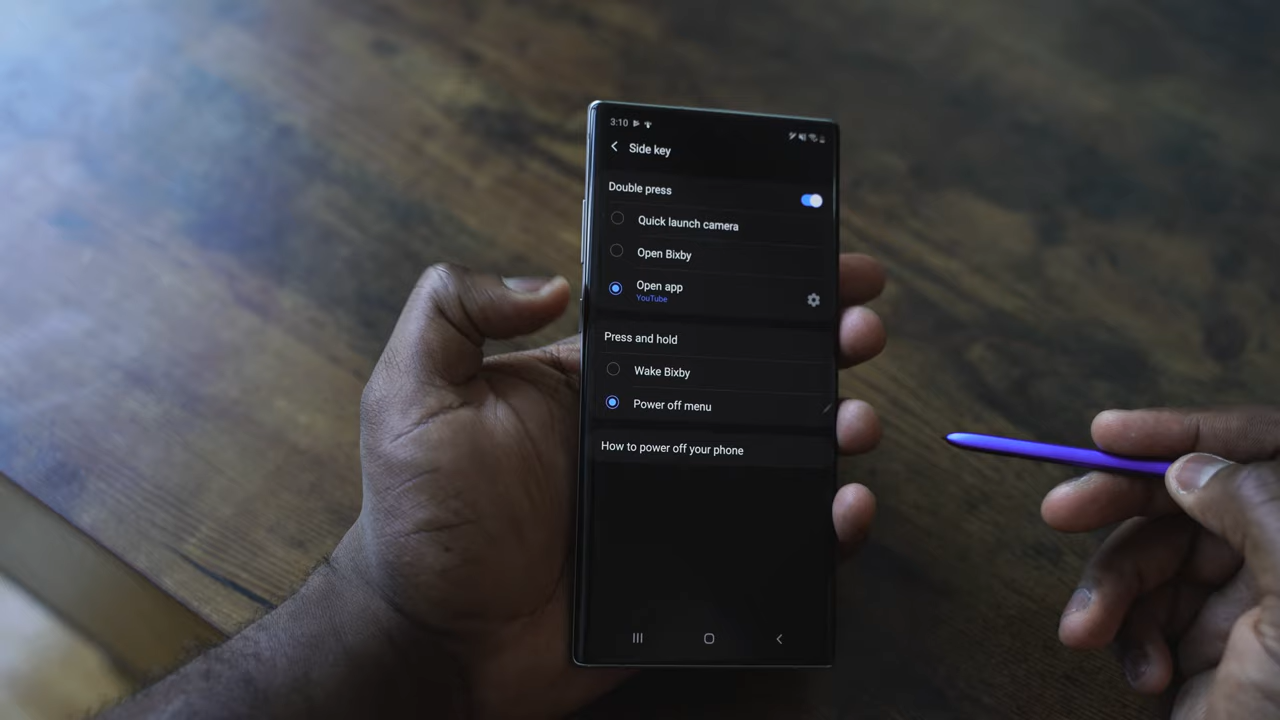 3:10
Side key
Double press
Quick launch camera
Open Bixby
Open app
YouTube
Press and hold
Wake Bixby
Power off menu
How to power off your phone